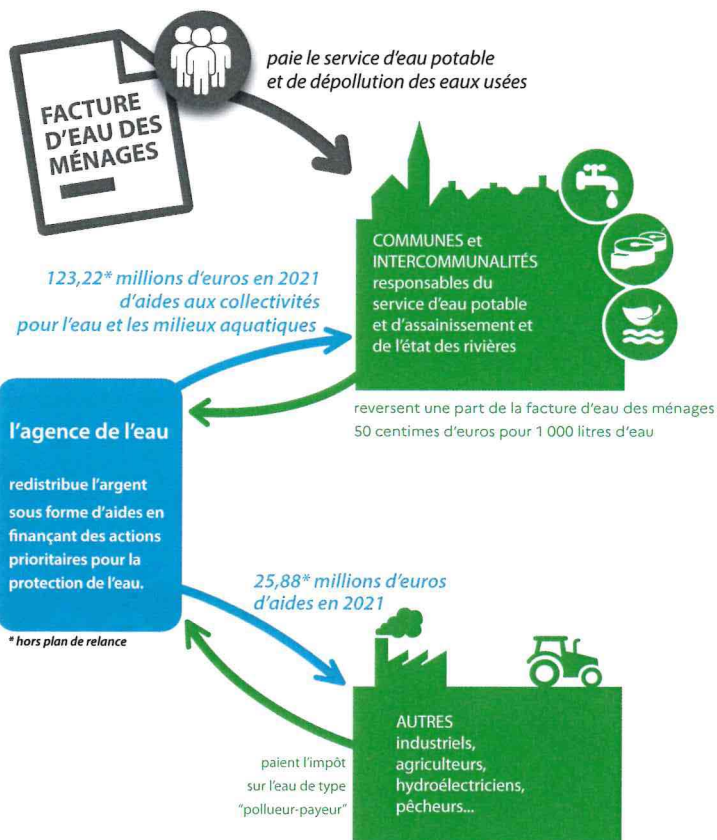 paie le service d'eau potable
et de dépollution des eaux usées
FACTURE
D'EAU DES
MÉNAGES
COMMUNES et
INTERCOMMUNALITÉS
responsables du
service d'eau potable
et d'assainissement et
de l'état des rivières
123,22* millions d'euros en 2021
d'aides aux collectivités
pour l'eau et les milieux aquatiques
reversent une part de la facture d'eau des ménages
50 centimes d'euros pour 1 000 litres d'eau
l'agence de l'eau
redistribue l'argent
sous forme d'aides en
finançant des actions
prioritaires pour la
protection de l'eau.
* hors plan de relance
25,88* millions d'euros
d'aides en 2021
AUTRES
industriels,
agriculteurs,
hydroélectriciens,
pêcheurs...
paient l'impôt
sur l'eau de type
"pollueur-payeur"